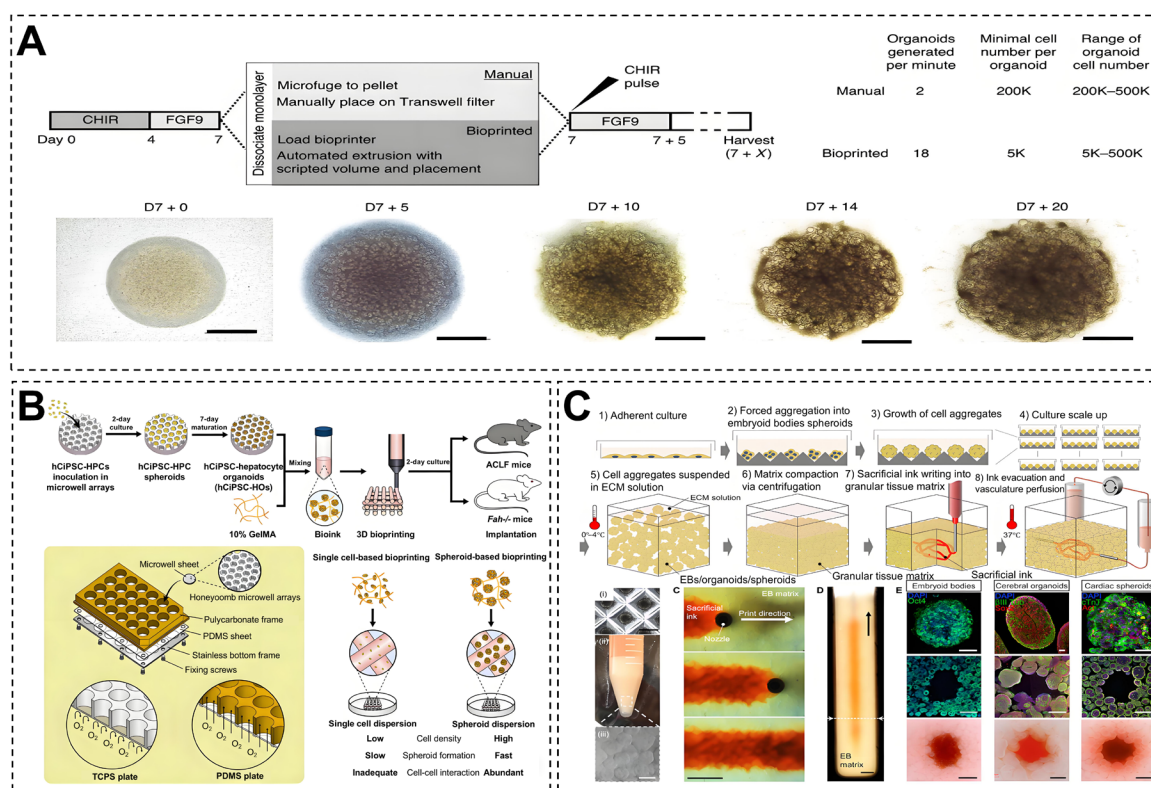 A
Dissociate monolayer
Manual
Microfuge to pellet
Manually place on Transwell filter
Bioprinted
Load bioprinter
Automated extrusion with
scripted volume and placement
CHIR
FGF9
Day 0
4
7
CHIR
pulse
FGF9
7
7 + 5
Harvest
(7 + X)
Organoids
generated
per minute
Minimal cell
number per
organoid
Range of
organoid
cell number
Manual
2
200K
200K–500K
Bioprinted
18
5K
5K–500K
D7 + 0
D7 + 5
D7 + 10
D7 + 14
D7 + 20
B
2-day
culture
7-day
maturation
hCiPSC-HPCs
inoculation in
microwell arrays
hCiPSC-HPC
spheroids
hCiPSC-hepatocyte
organoids
(hCiPSC-HOs)
10% GelMA
Mixing
Bioink
3D bioprinting
2-day culture
ACLF mice
Fah-/- mice
Implantation
Microwell sheet
Honeyoomb microwell arrays
Pulycarbonate frame
PDMS sheet
Stainless bottom frame
Fixing screws
O2 O2 O2 O2
TCPS plate
O2 O2 O2 O2
PDMS plate
Single cell-based bioprinting
Spheroid-based bioprinting
Single cell dispersion
Spheroid dispersion
Low Cell density High
Slow Spheroid formation Fast
Inadequate Cell-cell interaction Abundant
C
1) Adherent culture
2) Forced aggregation into
embryoid bodies spheroids
3) Growth of cell aggregates
4) Culture scale up
5) Cell aggregates suspended
in ECM solution
6) Matrix compaction
via centrifugation
7) Sacrificial ink writing into
granular tissue matrix
8) Ink evacuation and
vasculature perfusion
ECM solution
0°–4°C
37°C
EBs/organoids/spheroids
Granular tissue matrix
Sacrificial ink
(i)
(ii)
(iii)
C
EB matrix
Sacrificial
ink
Print direction
Nozzle
D
EB
matrix
E
Embryoid bodies
Cerebral organoids
Cardiac spheroids
DAPI
Oct4
DAPI
DAPI